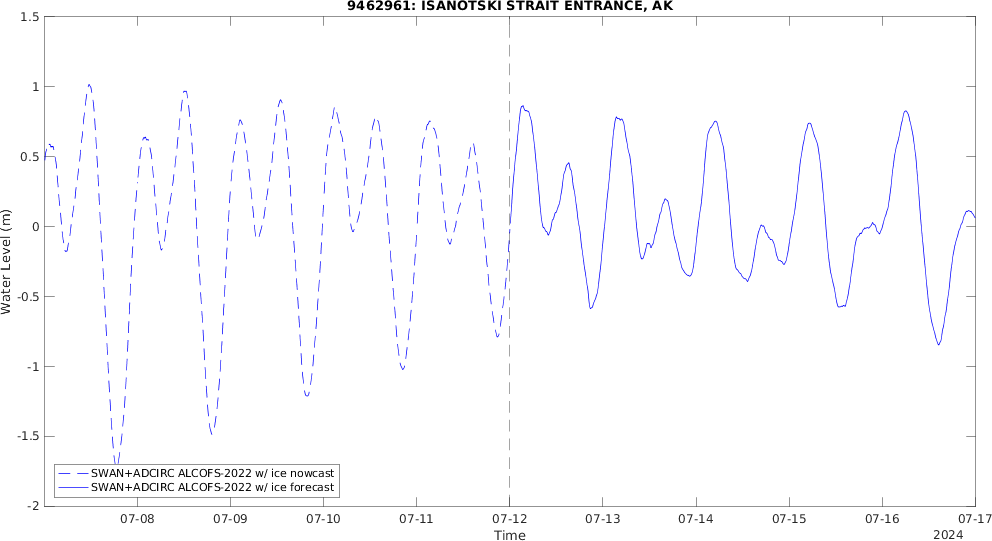 9462961: ISANOTSKI STRAIT ENTRANCE, AK
1.5
1
0.5
0
-0.5
-1
-1.5
-2
Water Level (m)
SWAN+ADCIRC ALCOFS-2022 w/ ice nowcast
SWAN+ADCIRC ALCOFS-2022 w/ ice forecast
07-08 07-09 07-10 07-11 07-12 07-13 07-14 07-15 07-16 07-17
Time
2024